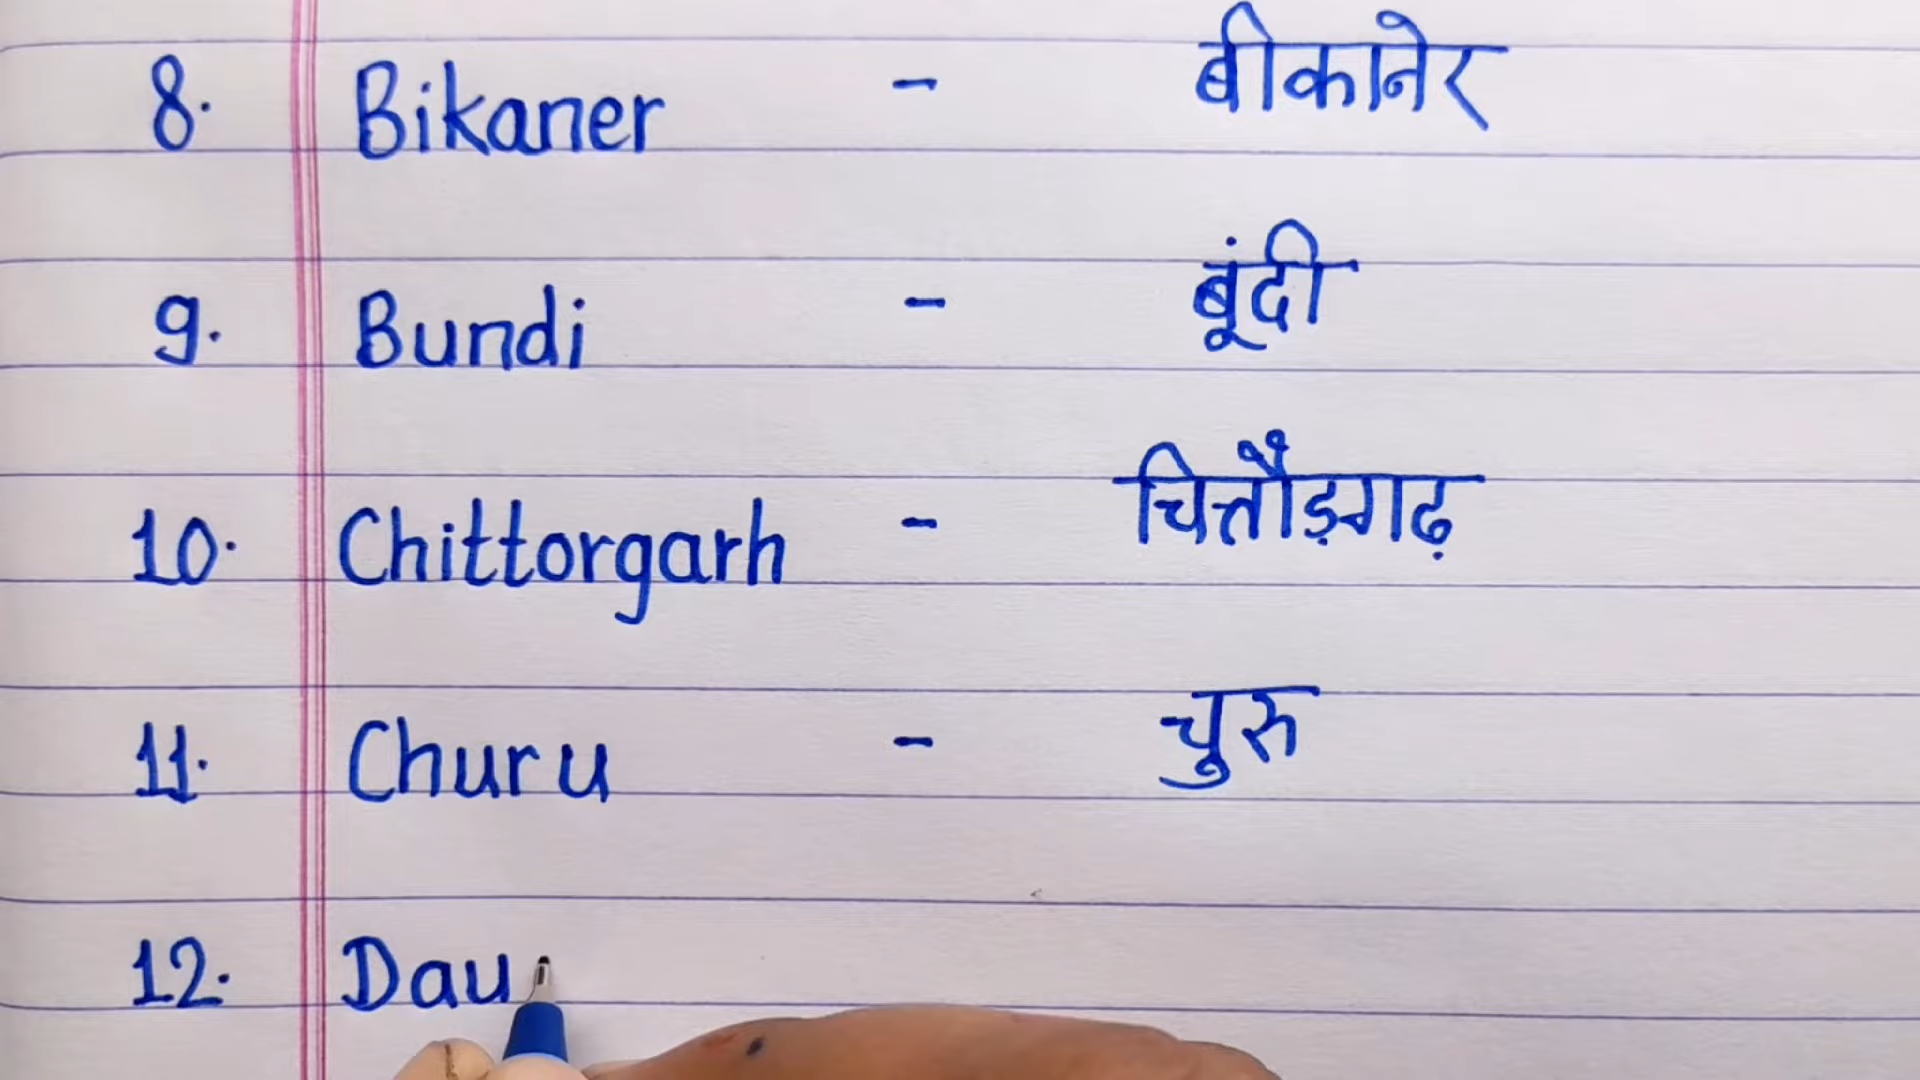 8. Bikaner - बीकानेर
9. Bundi - बूंदी
10. Chittorgarh - चित्तौड़गढ़
11. Churu - चुरु
12. Dau